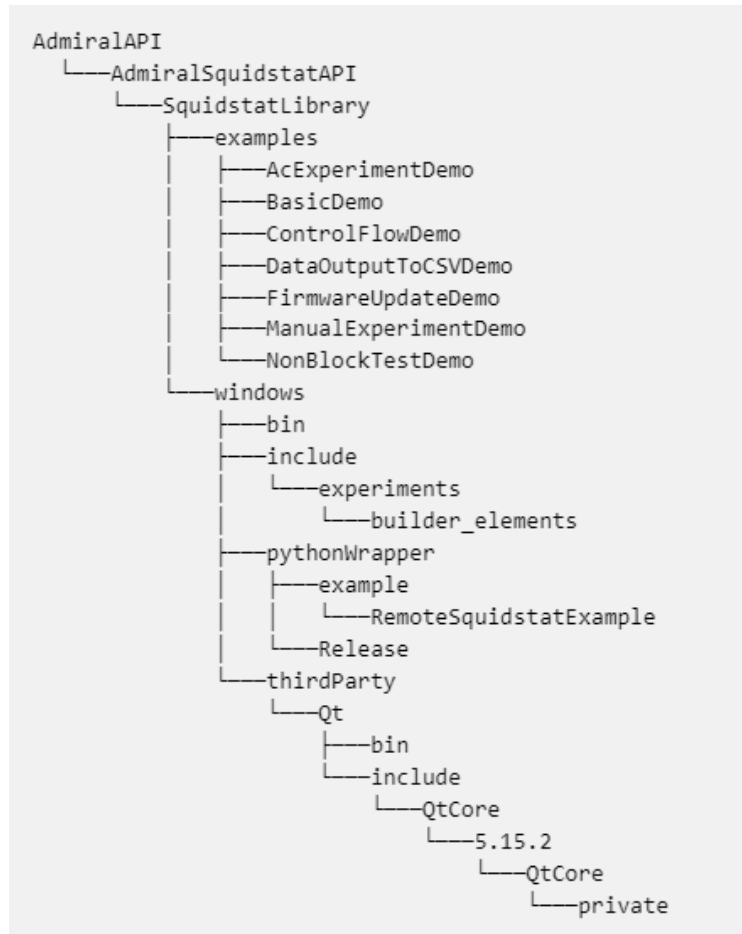 AdmiralAPI
└───AdmiralSquidstatAPI
└───SquidstatLibrary
├───examples
│ ├───AcExperimentDemo
│ ├───BasicDemo
│ ├───ControlFlowDemo
│ ├───DataOutputToCSVDemo
│ ├───FirmwareUpdateDemo
│ ├───ManualExperimentDemo
│ └───NonBlockTestDemo
└───windows
├───bin
├───include
│ └───experiments
│ └───builder_elements
├───pythonWrapper
│ ├───example
│ │ └───RemoteSquidstatExample
│ └───Release
└───thirdParty
└───Qt
├───bin
└───include
└───QtCore
└───5.15.2
└───QtCore
└───private